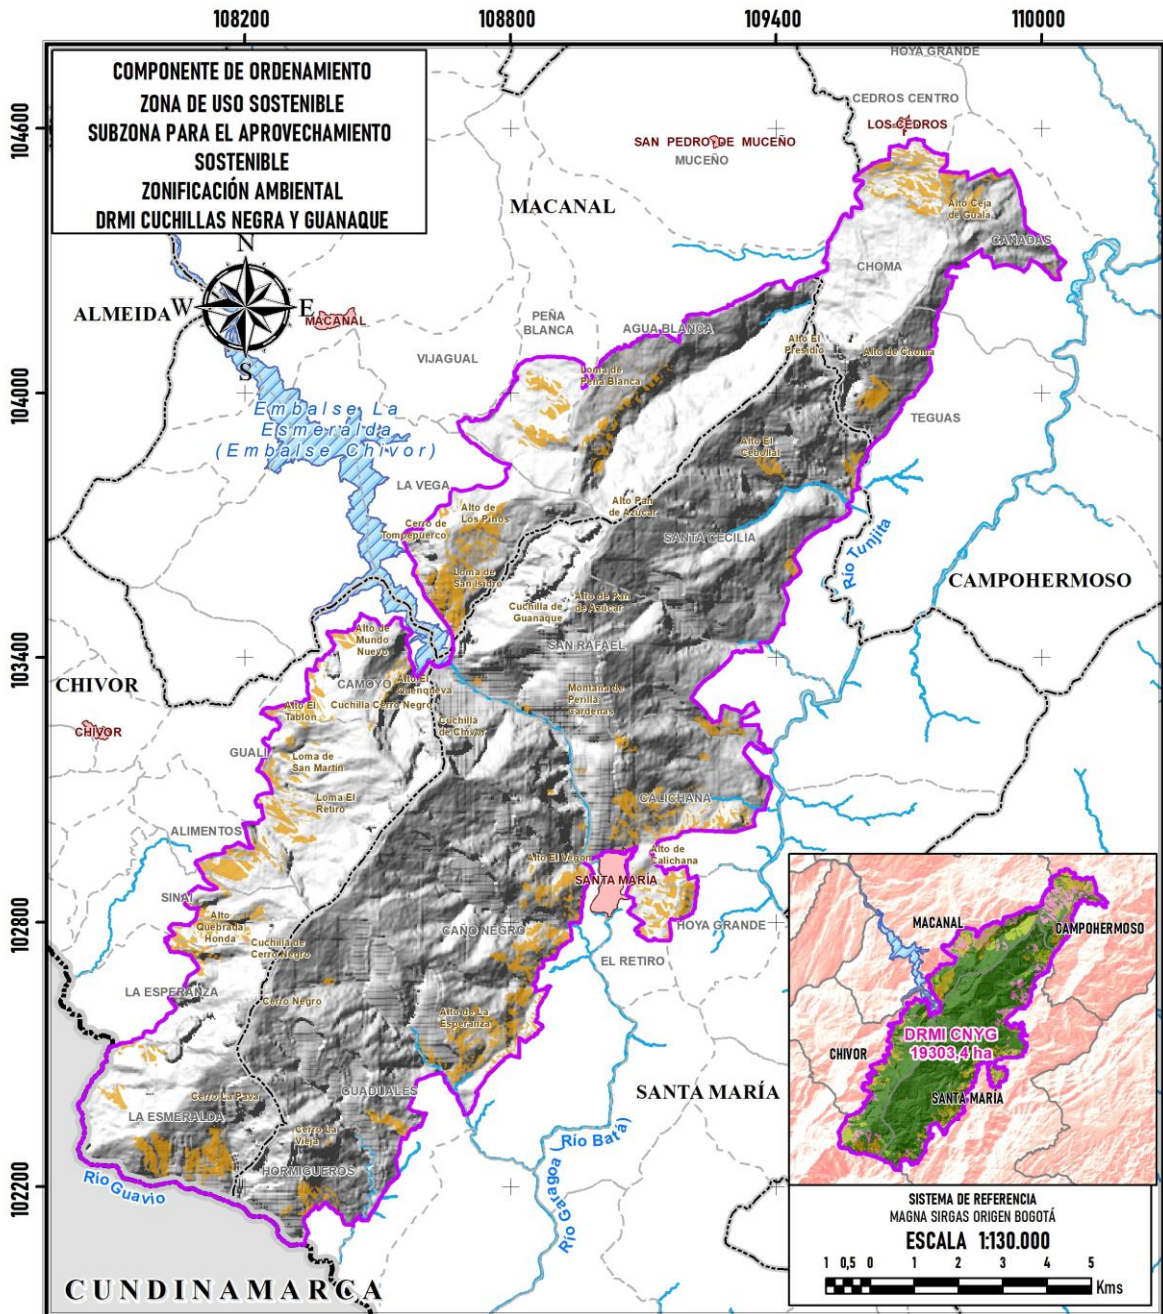 108200
108800
109400
110000
104600
104000
103400
102800
102200
COMPONENTE DE ORDENAMIENTO
ZONA DE USO SOSTENIBLE
SUBZONA PARA EL APROVECHAMIENTO
SOSTENIBLE
ZONIFICACIÓN AMBIENTAL
DRMI CUCHILLAS NEGRA Y GUANAQUE
N
W
E
S
HOYA GRANDE
CEDROS CENTRO
LOS CEDROS
SAN PEDRO DE MUCEÑO
MUCEÑO
MACANAL
Alto Ceja
de Guala
CAÑADAS
CHOMA
ALMEIDA
MACANAL
PEÑA
BLANCA
AGUA BLANCA
VIJAGUAL
Alto El
Presidio
Alto de Choma
Loma de
Peña Blanca
TEGUAS
Embalse La
Esmeralda
(Embalse Chivor)
Alto El
Cebollal
LA VEGA
Alto de
Los Pinos
Alto Pan
de Azúcar
Cerro de
Tompepuerco
SANTA CECILIA
Río Tunjita
Loma de
San Isidro
CAMPOHERMOSO
Cuchilla de
Guanaque
Alto de Pan
de Azúcar
Alto de
Mundo
Nuevo
SAN RAFAEL
CHIVOR
CAMOYO
Alto El
Quenqueva
Montaña de
Perilla
Cárdenas
Alto El
Tablón
Cuchilla Cerro Negro
Cuchilla
de Chivor
CHIVOR
GUALI
Loma de
San Martín
Loma El
Retiro
CALICHANA
ALIMENTOS
Alto de
Calichana
SANTA MARÍA
SINAÍ
Alto
Quebrada
Honda
Cuchilla de
Cerro Negro
CAÑO NEGRO
HOYA GRANDE
EL RETIRO
LA ESPERANZA
Cerro Negro
Alto de La
Esperanza
GUADUALES
SANTA MARÍA
Cerro La Pava
LA ESMERALDA
Cerro La
Vieja
HORMIGUEROS
Río Guavio
Río Garagoa (Río Batá)
CUNDINAMARCA
MACANAL
CAMPOHERMOSO
DRMI CNYG
19303,4 ha
CHIVOR
SANTA MARÍA
SISTEMA DE REFERENCIA
MAGNA SIRGAS ORIGEN BOGOTÁ
ESCALA 1:130.000
1 0,5 0 1 2 3 4 5
Kms